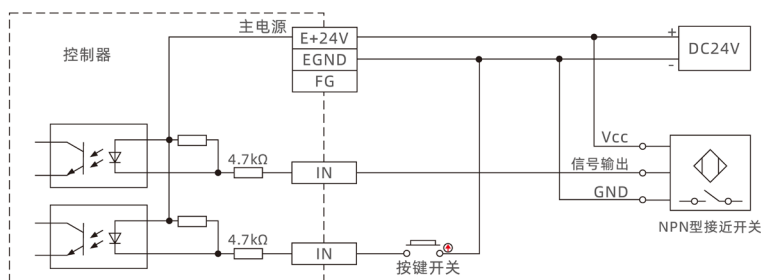 主电源
控制器
E+24V
EGND
FG
+
-
DC24V
Vcc
4.7kΩ
IN
信号输出
GND
NPN型接近开关
4.7kΩ
IN
按键开关